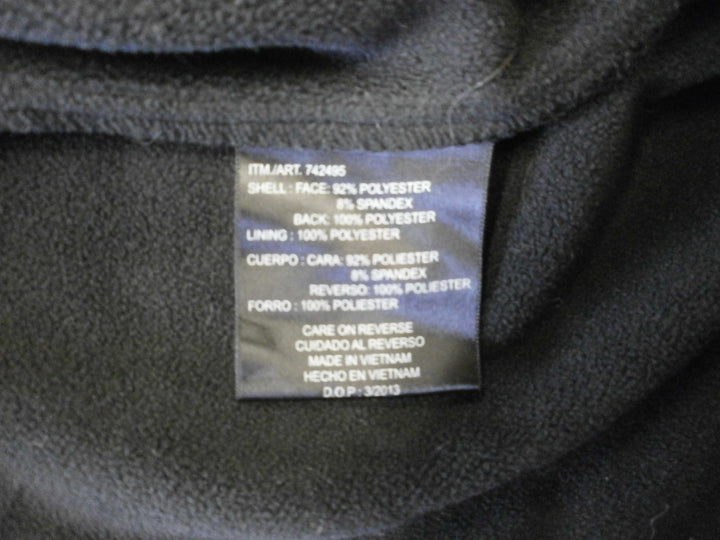 ITM./ART. 742495
SHELL : FACE: 92% POLYESTER
8% SPANDEX
BACK: 100% POLYESTER
LINING : 100% POLYESTER
CUERPO : CARA: 92% POLIESTER
8% SPANDEX
REVERSO: 100% POLIESTER
FORRO : 100% POLIESTER
CARE ON REVERSE
CUIDADO AL REVERSO
MADE IN VIETNAM
HECHO EN VIETNAM
D.O.P : 3/2013